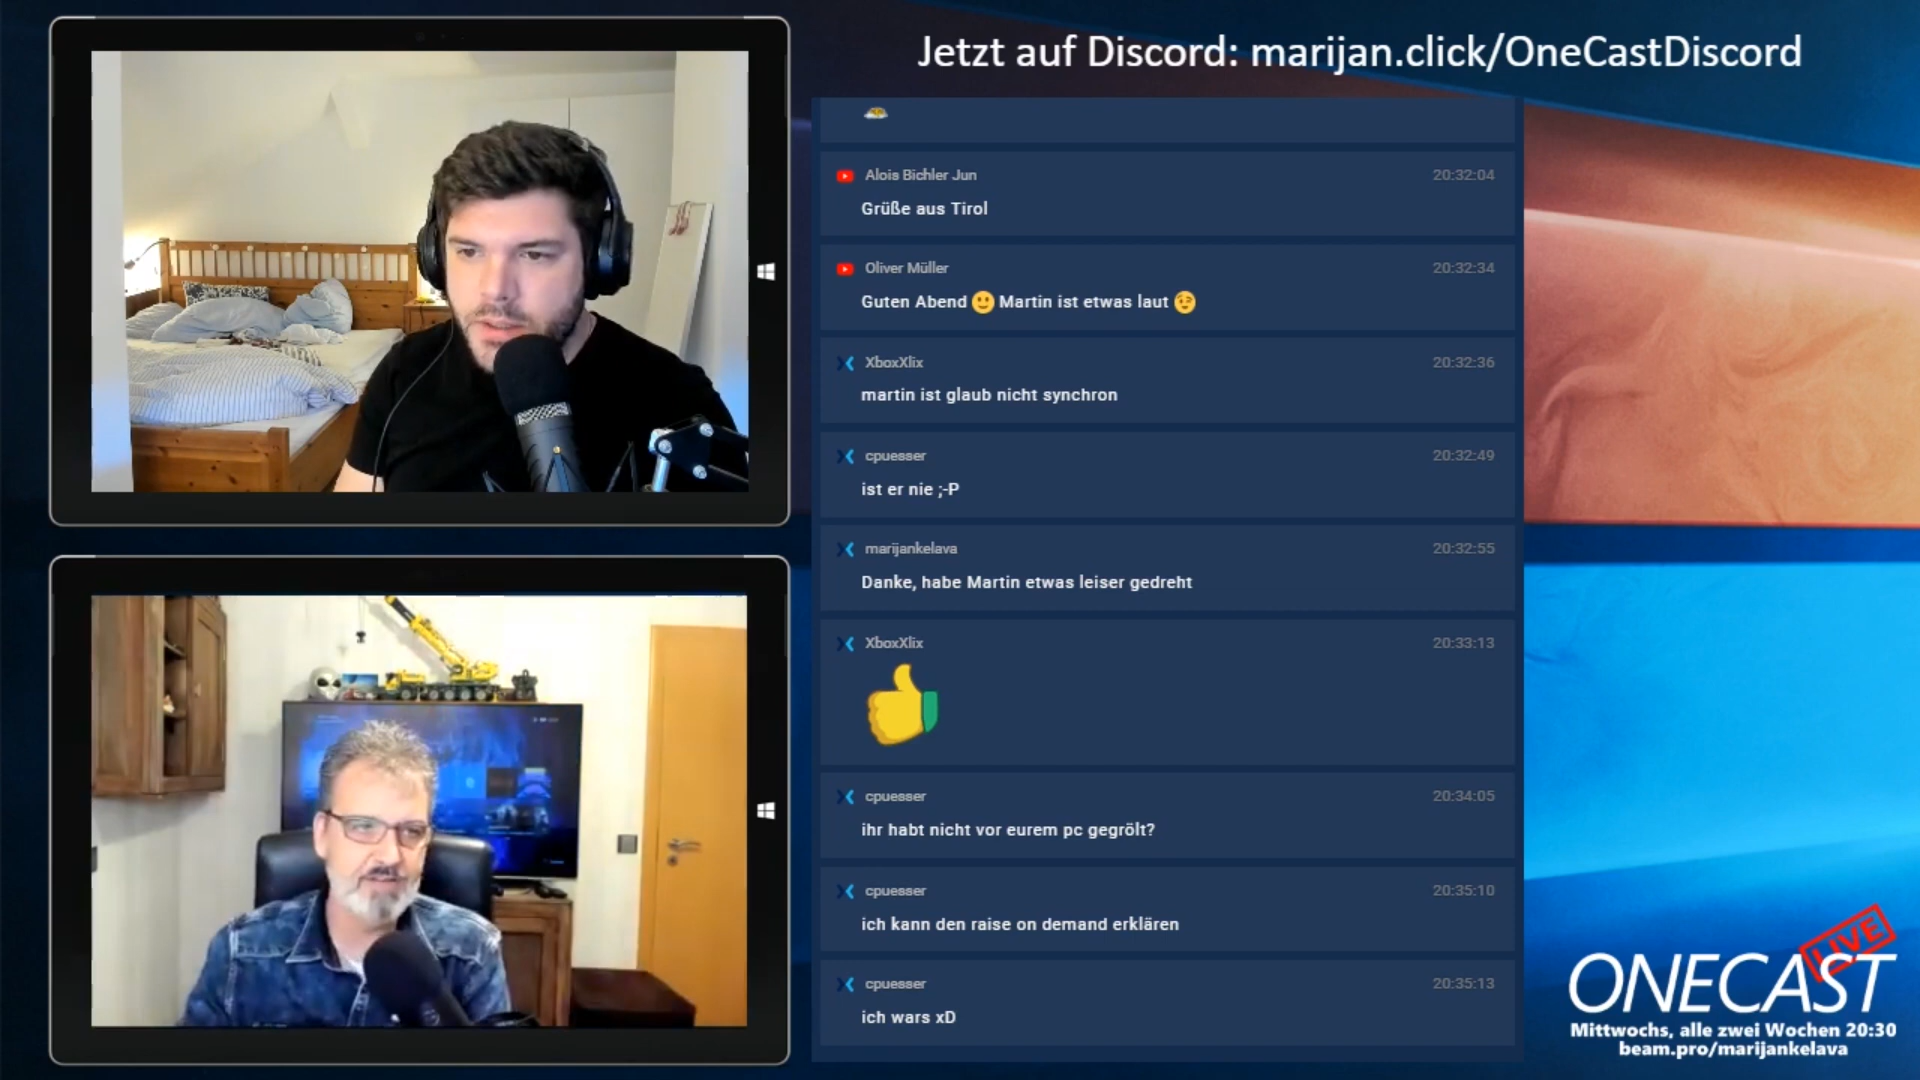 Jetzt auf Discord: marijan.click/OneCastDiscord
Alois Bichler Jun 20:32:04
Grüße aus Tirol
Oliver Müller 20:32:34
Guten Abend 🙂 Martin ist etwas laut 😉
XboxXlix 20:32:36
martin ist glaub nicht synchron
cpuesser 20:32:49
ist er nie ;-P
marijankelava 20:32:55
Danke, habe Martin etwas leiser gedreht
XboxXlix 20:33:13
👍
cpuesser 20:34:05
ihr habt nicht vor eurem pc gegrölt?
cpuesser 20:35:10
ich kann den raise on demand erklären
cpuesser 20:35:13
ich wars xD
LIVE
ONECAST
Mittwochs, alle zwei Wochen 20:30
beam.pro/marijankelava